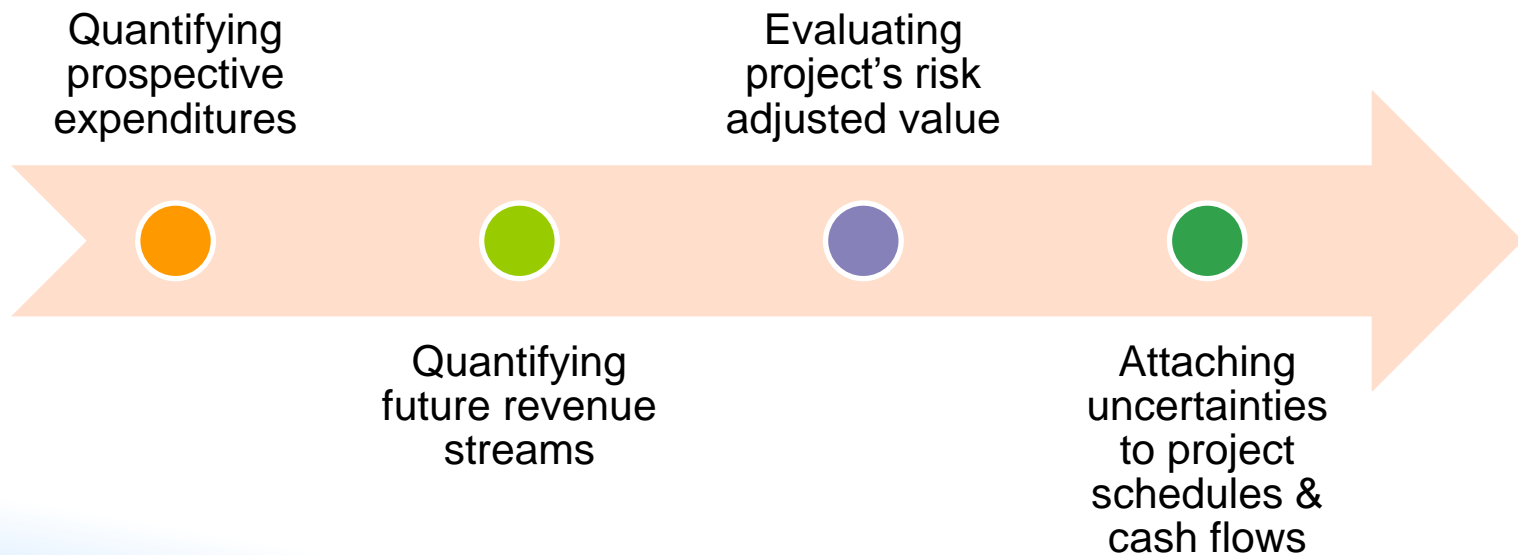 Quantifying
prospective
expenditures
Quantifying
future revenue
streams
Evaluating
project’s risk
adjusted value
Attaching
uncertainties
to project
schedules &
cash flows